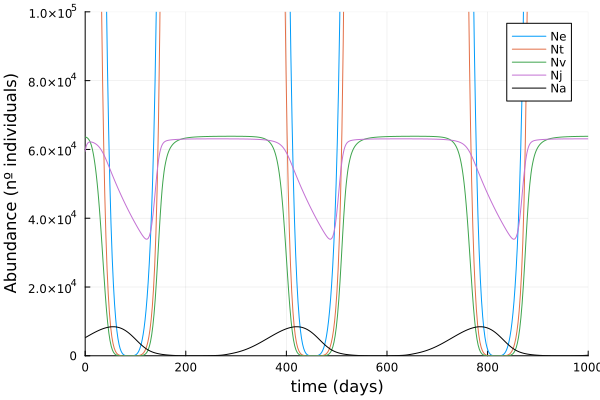 1.0×10⁵
8.0×10⁴
6.0×10⁴
4.0×10⁴
2.0×10⁴
0
Abundance (nº individuals)
0 200 400 600 800 1000
time (days)
Ne
Nt
Nv
Nj
Na